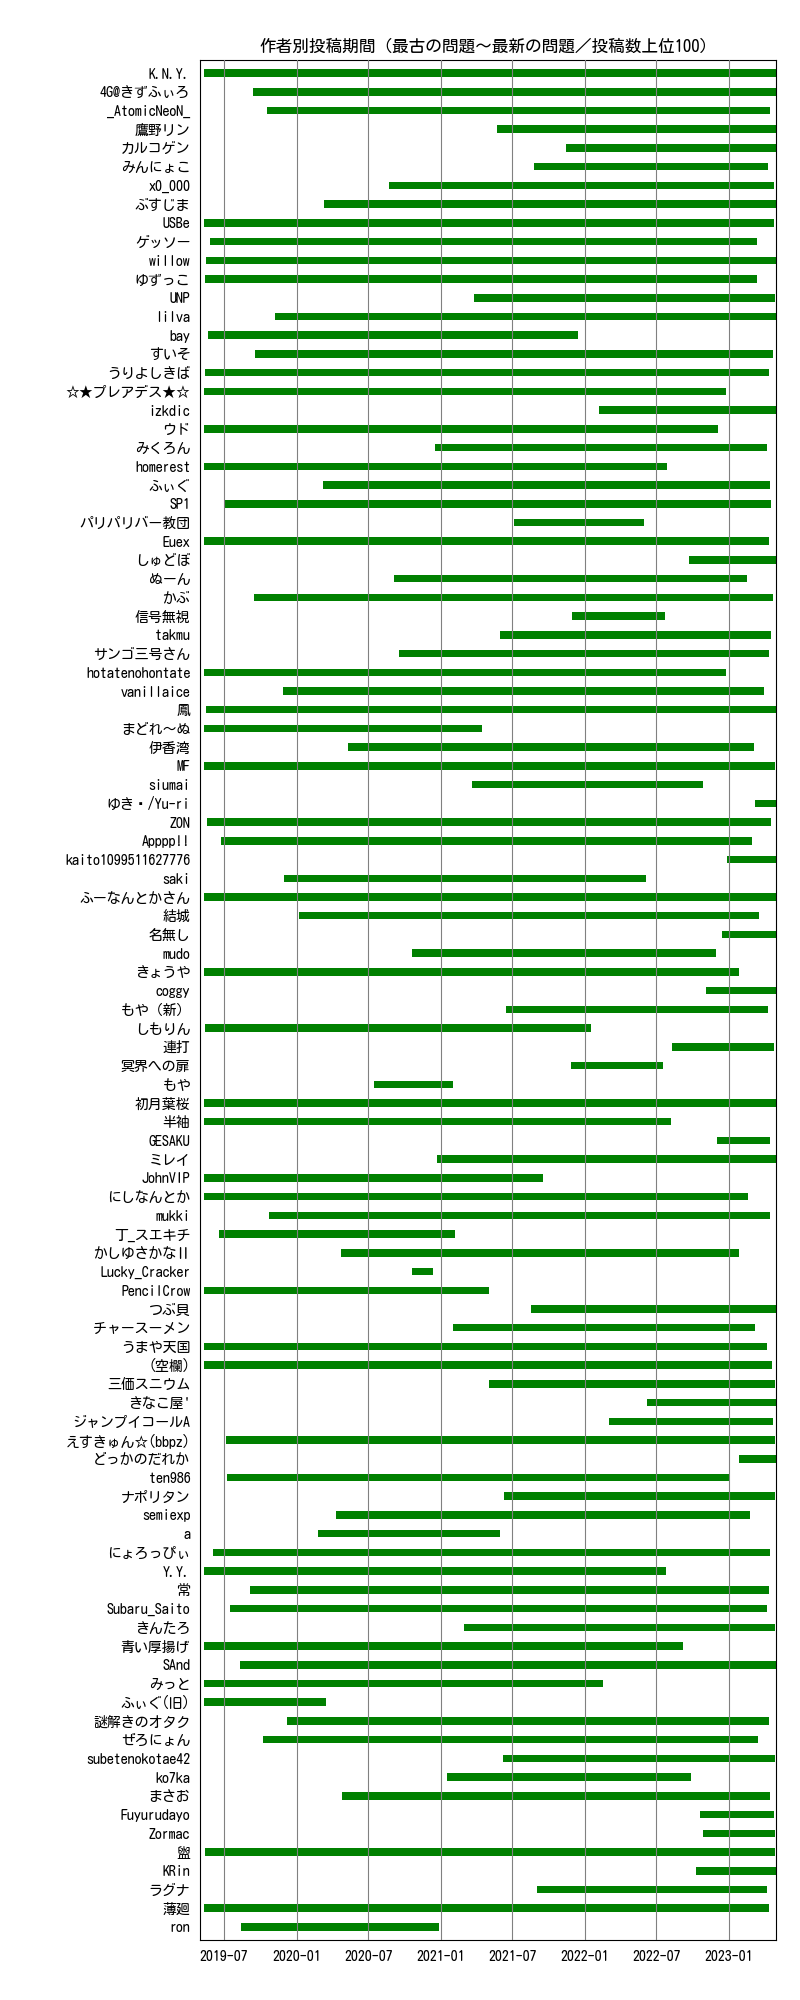 作者別投稿期間（最古の問題～最新の問題／投稿数上位100）
K.N.Y.
4G@きずふぃろ
_AtomicNeoN_
鷹野リン
カルコゲン
みんにょこ
x0_000
ぷすじま
USBe
ゲッソー
willow
ゆずっこ
UNP
lilva
bay
すいそ
うりよしきば
☆★プレアデス★☆
izkdic
ウド
みくろん
homerest
ふぃぐ
SP1
パリパリバー教団
Euex
しゅどぼ
ぬーん
かぶ
信号無視
takmu
サンゴ三号さん
hotatenohontate
vanillaice
鳳
まどれ～ぬ
伊香湾
MF
siumai
ゆき・/Yu-ri
ZON
Appppll
kaito1099511627776
saki
ふーなんとかさん
結城
名無し
mudo
きょうや
coggy
もや（新）
しもりん
連打
冥界への扉
もや
初月葉桜
半袖
GESAKU
ミレイ
JohnVIP
にしなんとか
mukki
丁_スエキチ
かしゆさかなⅡ
Lucky_Cracker
PencilCrow
つぶ貝
チャースーメン
うまや天国
(空欄)
三価スニウム
きなこ屋'
ジャンプイコールA
えすきゅん☆(bbpz)
どっかのだれか
ten986
ナポリタン
semiexp
a
にょろっぴぃ
Y.Y.
常
Subaru_Saito
きんたろ
青い厚揚げ
SAnd
みっと
ふぃぐ(旧)
謎解きのオタク
ぜろにょん
subetenokotae42
ko7ka
まさお
Fuyurudayo
Zormac
盥
KRin
ラグナ
薄廻
ron
2019-07 2020-01 2020-07 2021-01 2021-07 2022-01 2022-07 2023-01